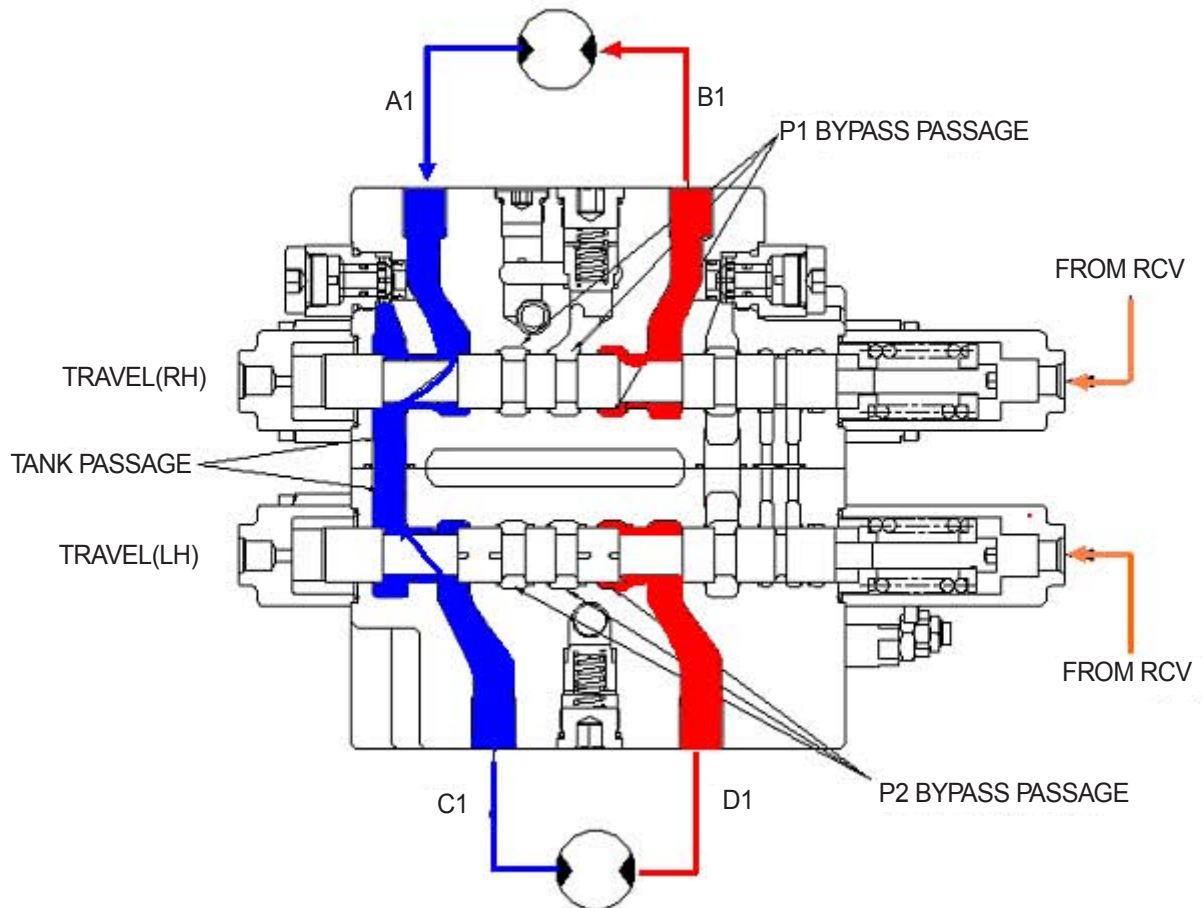 A1
B1
P1 BYPASS PASSAGE
FROM RCV
TRAVEL(RH)
TANK PASSAGE
TRAVEL(LH)
FROM RCV
C1
D1
P2 BYPASS PASSAGE